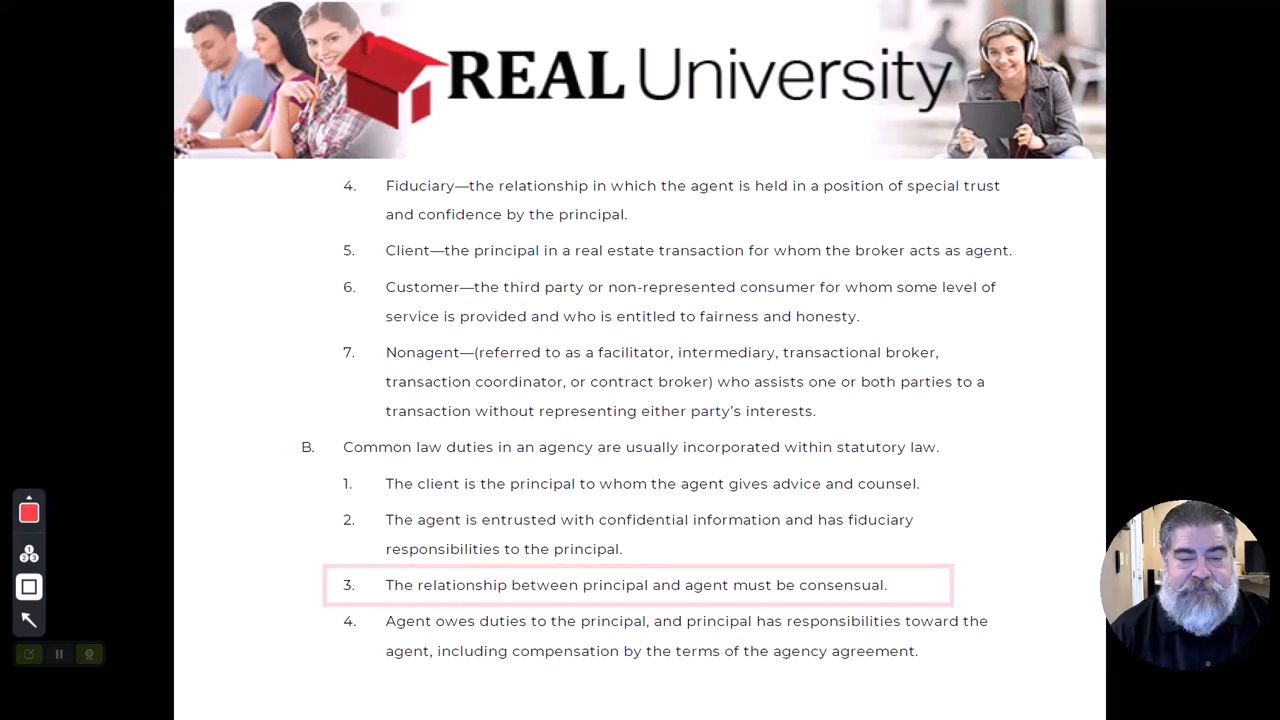 REAL University
4. Fiduciary—the relationship in which the agent is held in a position of special trust
and confidence by the principal.
5. Client—the principal in a real estate transaction for whom the broker acts as agent.
6. Customer—the third party or non-represented consumer for whom some level of
service is provided and who is entitled to fairness and honesty.
7. Nonagent—(referred to as a facilitator, intermediary, transactional broker,
transaction coordinator, or contract broker) who assists one or both parties to a
transaction without representing either party’s interests.
B. Common law duties in an agency are usually incorporated within statutory law.
1. The client is the principal to whom the agent gives advice and counsel.
2. The agent is entrusted with confidential information and has fiduciary
responsibilities to the principal.
3. The relationship between principal and agent must be consensual.
4. Agent owes duties to the principal, and principal has responsibilities toward the
agent, including compensation by the terms of the agency agreement.